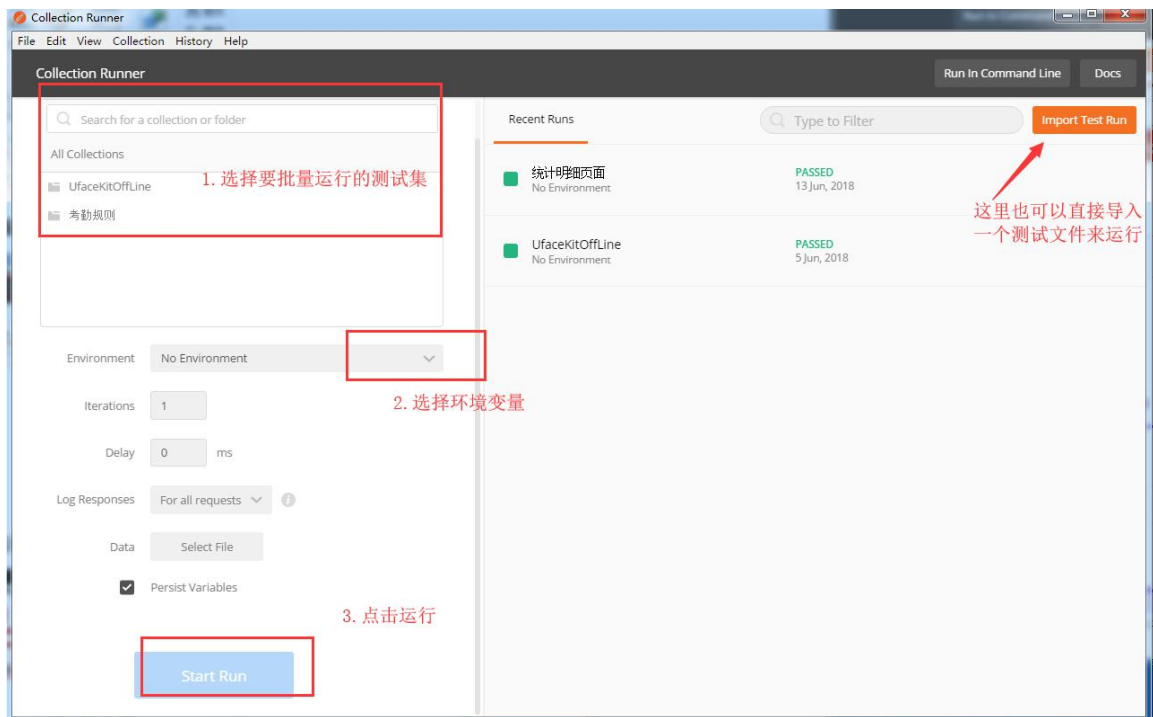 Collection Runner
File Edit View Collection History Help
Collection Runner
Run In Command Line
Docs
Search for a collection or folder
All Collections
UfaceKitOffLine
考勤规则
1.选择要批量运行的测试集
Recent Runs
Type to Filter
Import Test Run
统计明细页面
No Environment
PASSED
13 Jun, 2018
这里也可以直接导入
一个测试文件来运行
UfaceKitOffLine
No Environment
PASSED
5 Jun, 2018
Environment
No Environment
2.选择环境变量
Iterations
1
Delay
0
ms
Log Responses
For all requests
Data
Select File
Persist Variables
3.点击运行
Start Run